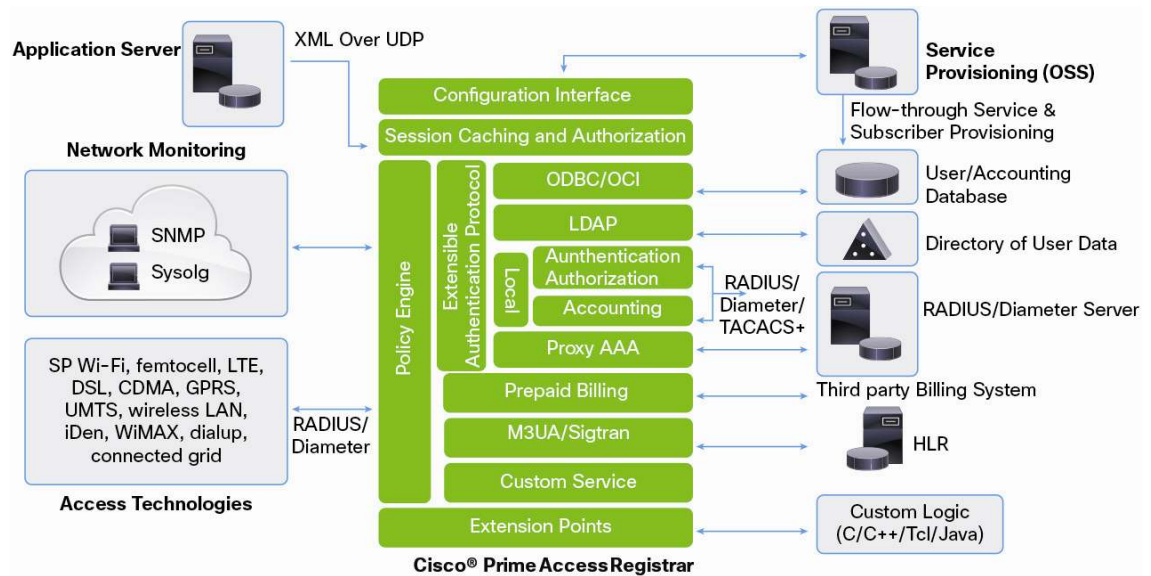 Application Server
XML Over UDP
Service
Provisioning (OSS)
Flow-through Service &
Subscriber Provisioning
Configuration Interface
Session Caching and Authorization
Network Monitoring
SNMP
Sysolg
Policy Engine
Extensible
Authentication Protocol
ODBC/OCI
User/Accounting
Database
LDAP
Directory of User Data
Local
Aunthentication
Authorization
Accounting
RADIUS/
Diameter/
TACACS+
RADIUS/Diameter Server
Proxy AAA
Prepaid Billing
Third party Billing System
M3UA/Sigtran
HLR
Custom Service
SP Wi-Fi, femtocell, LTE,
DSL, CDMA, GPRS,
UMTS, wireless LAN,
iDen, WiMAX, dialup,
connected grid
RADIUS/
Diameter
Access Technologies
Extension Points
Custom Logic
(C/C++/Tcl/Java)
Cisco® Prime Access Registrar